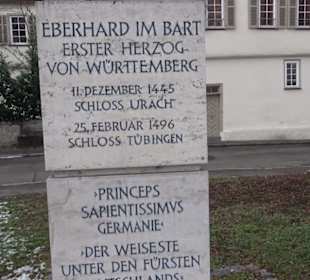 EBERHARD IM BART
ERSTER HERZOG
VON WÜRTTEMBERG
11. DEZEMBER 1445
SCHLOSS URACH
25. FEBRUAR 1496
SCHLOSS TÜBINGEN
›PRINCEPS
SAPIENTISSIMVS
GERMANIE‹
›DER WEISESTE
UNTER DEN FÜRSTEN